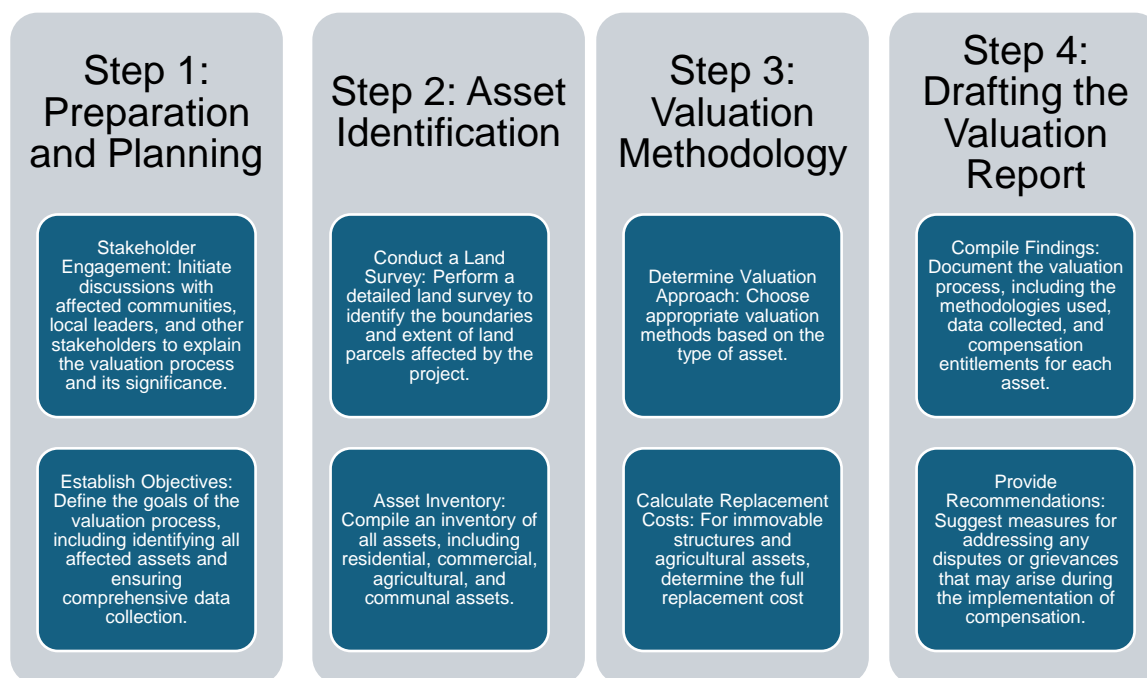 Step 1:
Preparation
and Planning
Stakeholder
Engagement: Initiate
discussions with
affected communities,
local leaders, and other
stakeholders to explain
the valuation process
and its significance.
Establish Objectives:
Define the goals of the
valuation process,
including identifying all
affected assets and
ensuring
comprehensive data
collection.
Step 2: Asset
Identification
Conduct a Land
Survey: Perform a
detailed land survey to
identify the boundaries
and extent of land
parcels affected by the
project.
Asset Inventory:
Compile an inventory of
all assets, including
residential, commercial,
agricultural, and
communal assets.
Step 3:
Valuation
Methodology
Determine Valuation
Approach: Choose
appropriate valuation
methods based on the
type of asset.
Calculate Replacement
Costs: For immovable
structures and
agricultural assets,
determine the full
replacement cost
Step 4:
Drafting the
Valuation
Report
Compile Findings:
Document the valuation
process, including the
methodologies used,
data collected, and
compensation
entitlements for each
asset.
Provide
Recommendations:
Suggest measures for
addressing any
disputes or grievances
that may arise during
the implementation of
compensation.